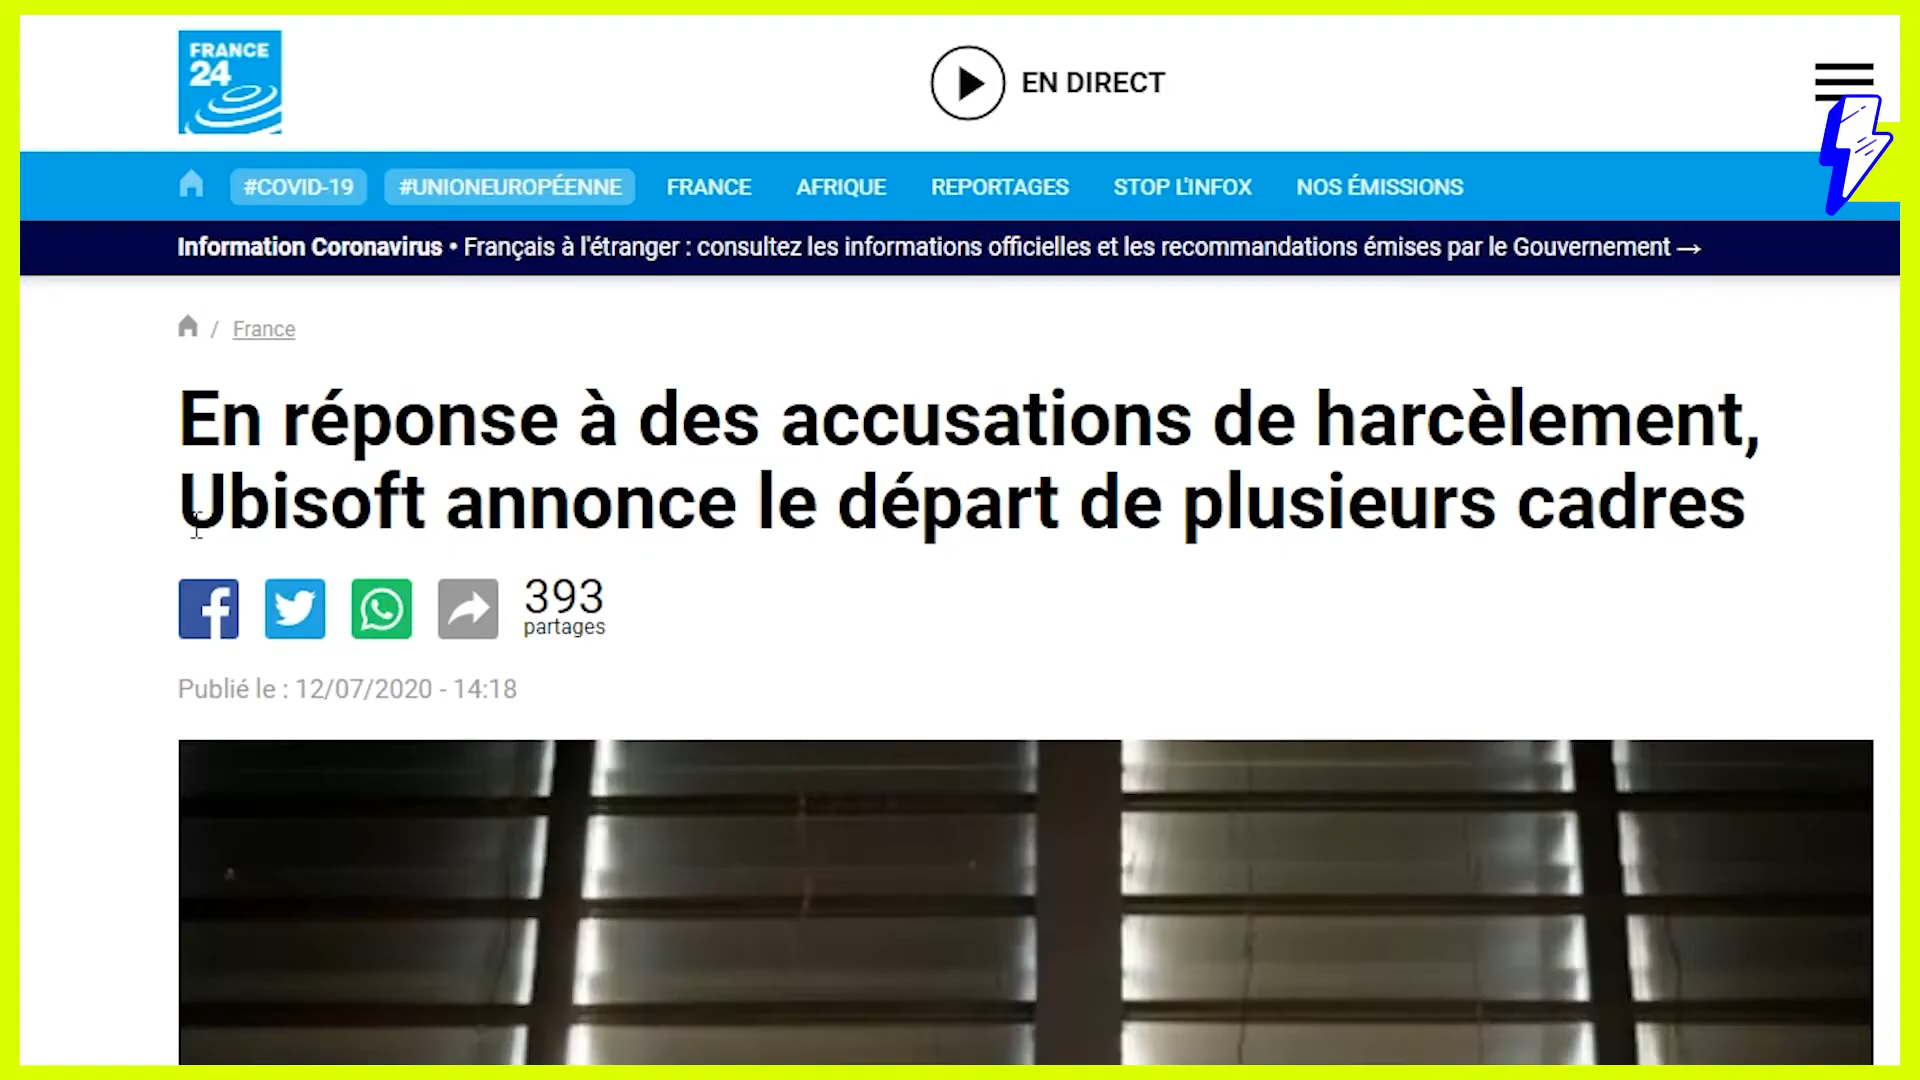 FRANCE
24
EN DIRECT
#COVID-19 #UNIONEUROPÉENNE FRANCE AFRIQUE REPORTAGES STOP L'INFOX NOS ÉMISSIONS
Information Coronavirus • Français à l'étranger : consultez les informations officielles et les recommandations émises par le Gouvernement →
/ France
En réponse à des accusations de harcèlement,
Ubisoft annonce le départ de plusieurs cadres
393
partages
Publié le : 12/07/2020 - 14:18